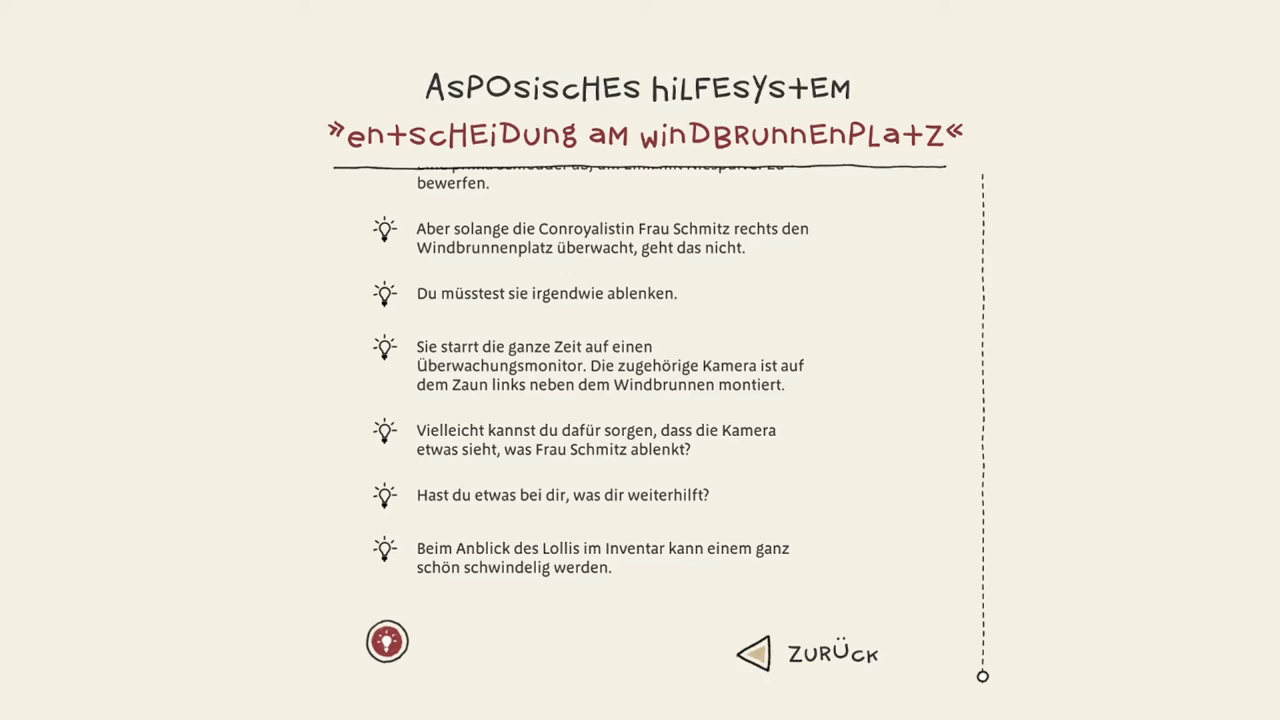 Asposisches Hilfesystem
»Entscheidung am Windbrunnenplatz«
bewerfen.
Aber solange die Conroyalistin Frau Schmitz rechts den
Windbrunnenplatz überwacht, geht das nicht.
Du müsstest sie irgendwie ablenken.
Sie starrt die ganze Zeit auf einen
Überwachungsmonitor. Die zugehörige Kamera ist auf
dem Zaun links neben dem Windbrunnen montiert.
Vielleicht kannst du dafür sorgen, dass die Kamera
etwas sieht, was Frau Schmitz ablenkt?
Hast du etwas bei dir, was dir weiterhilft?
Beim Anblick des Lollis im Inventar kann einem ganz
schön schwindelig werden.
Zurück